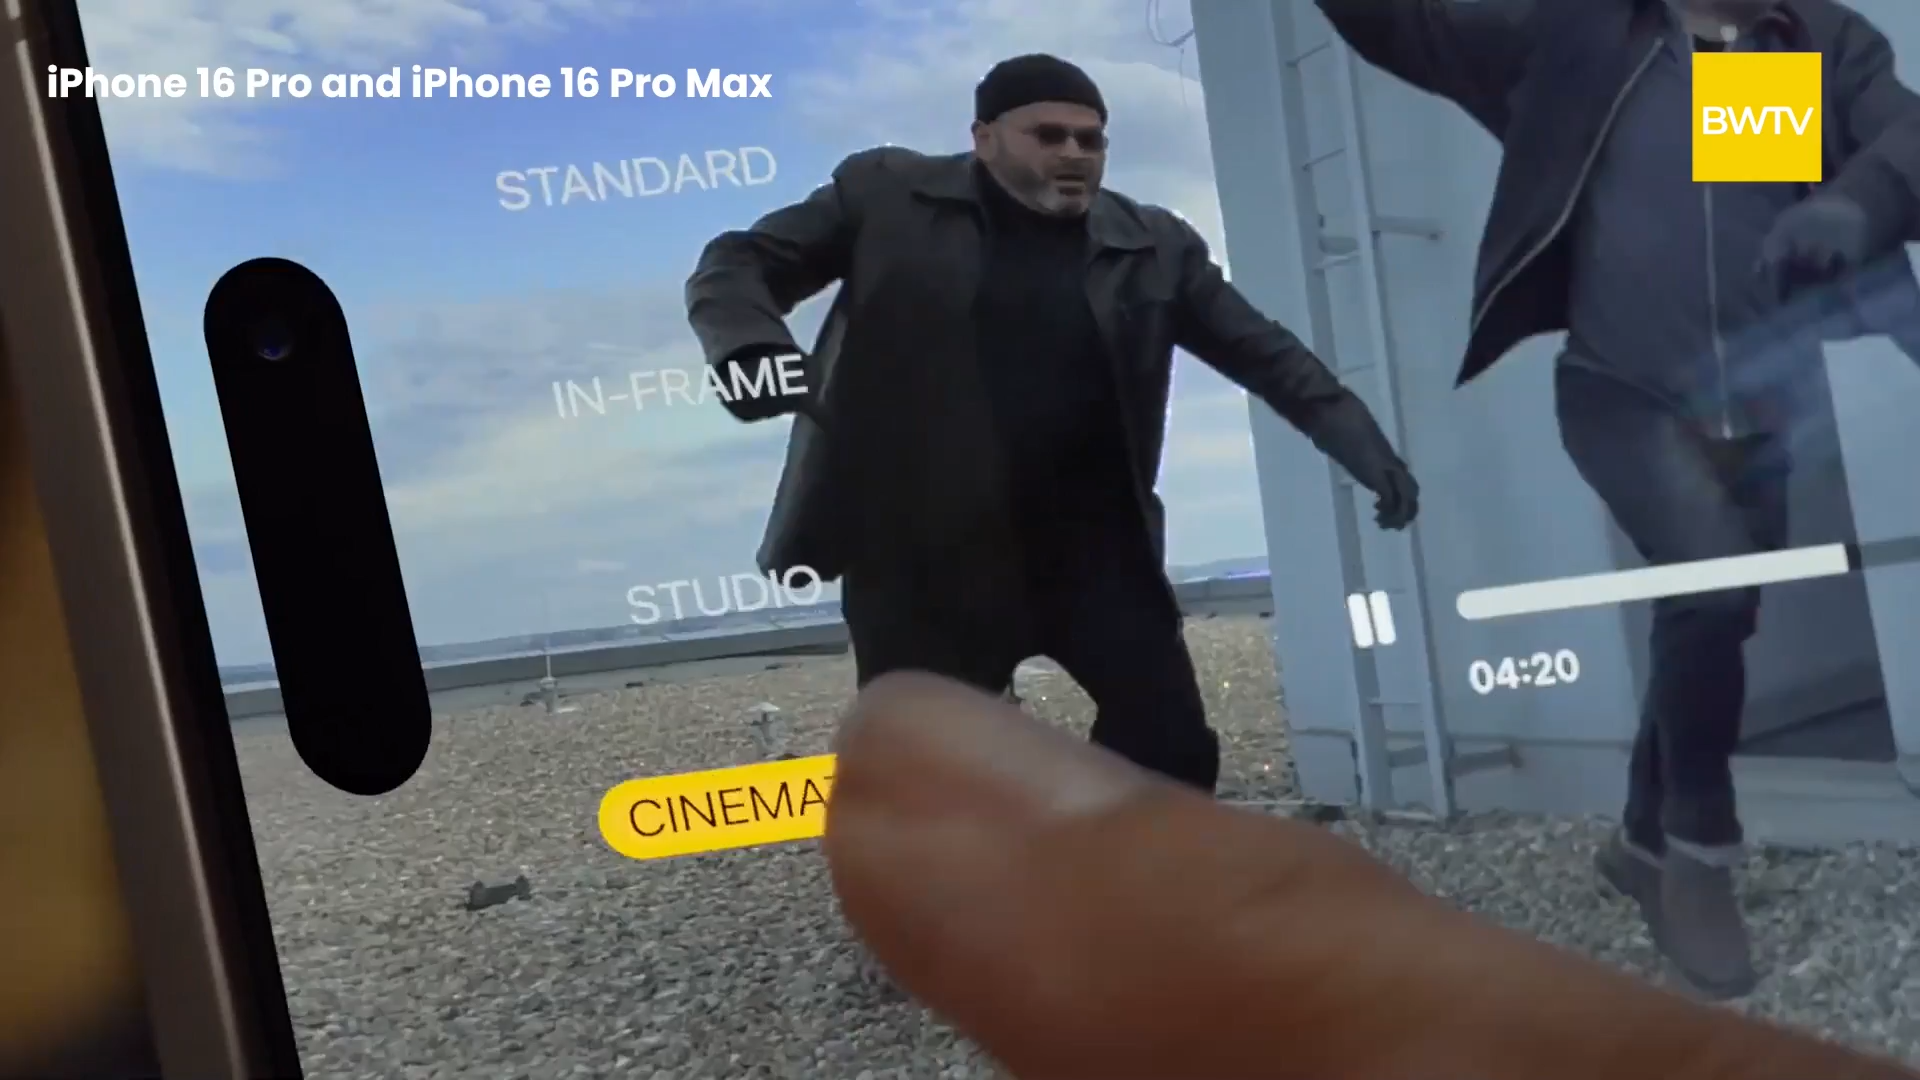 iPhone 16 Pro and iPhone 16 Pro Max
BWTV
STANDARD
IN-FRAME
STUDIO
04:20